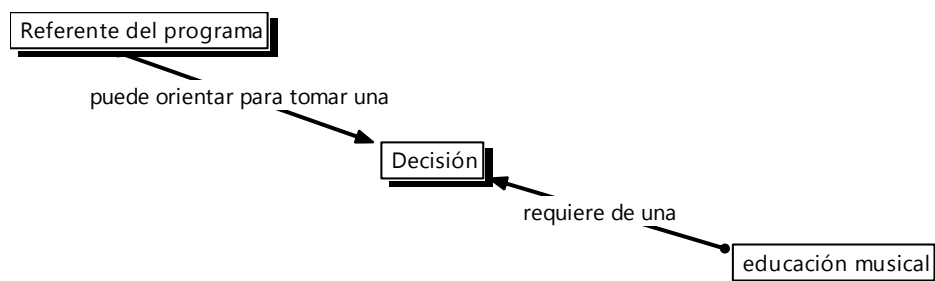 Referente del programa
puede orientar para tomar una
Decisión
requiere de una
educación musical